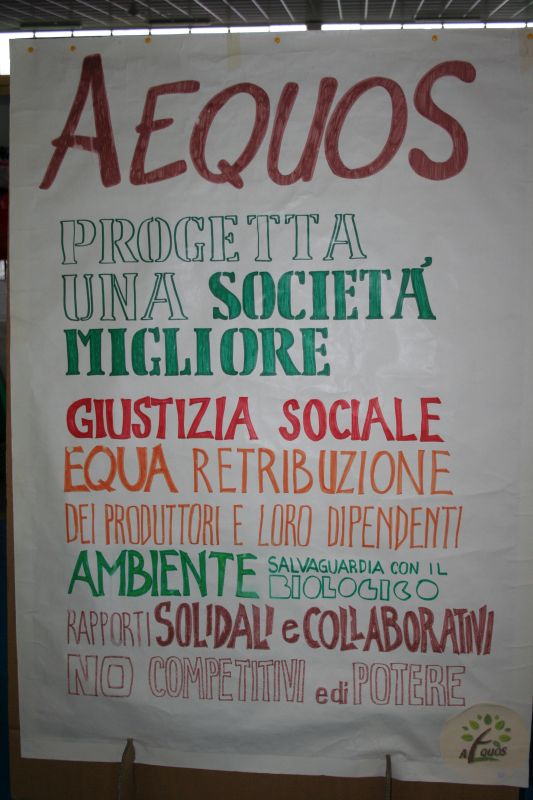 AEQUOS
PROGETTA
UNA SOCIETÁ
MIGLIORE
GIUSTIZIA SOCIALE
EQUA RETRIBUZIONE
DEI PRODUTTORI E LORO DIPENDENTI
AMBIENTE SALVAGUARDIA CON IL
BIOLOGICO
RAPPORTI SOLIDALI e COLLABORATIVI
NO COMPETITIVI e di POTERE
AEQUOS